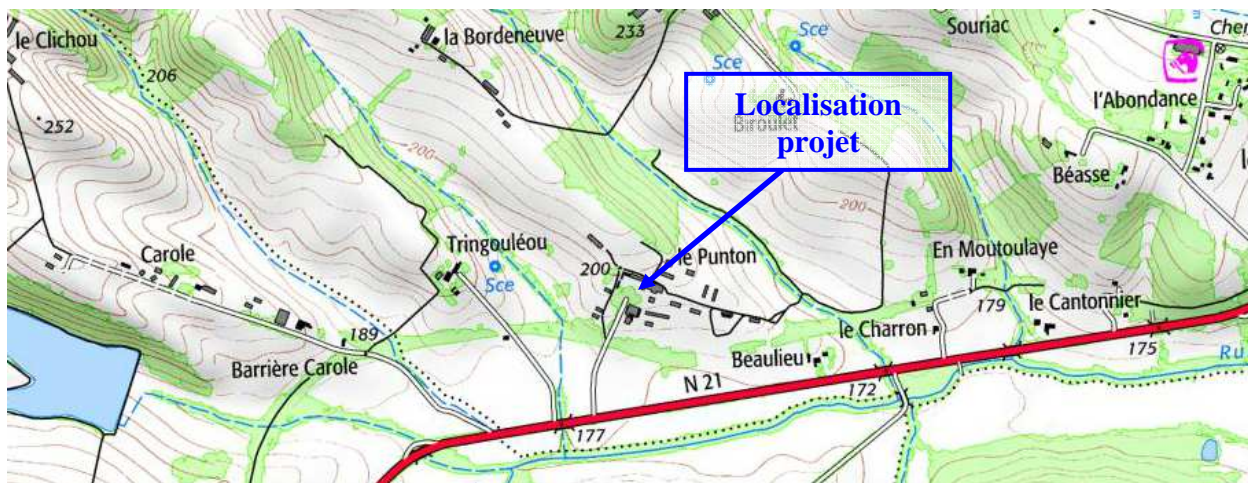 le Clichou
la Bordeneuve
233
Sce
Souriac
206
Sce
Localisation
projet
l'Abondance
252
200
Béasse
200
Carole
Tringouléou
200
le Punton
En Moutoulaye
Sce
179
le Cantonnier
189
le Charron
Barrière Carole
Beaulieu
175
N 21
172
177